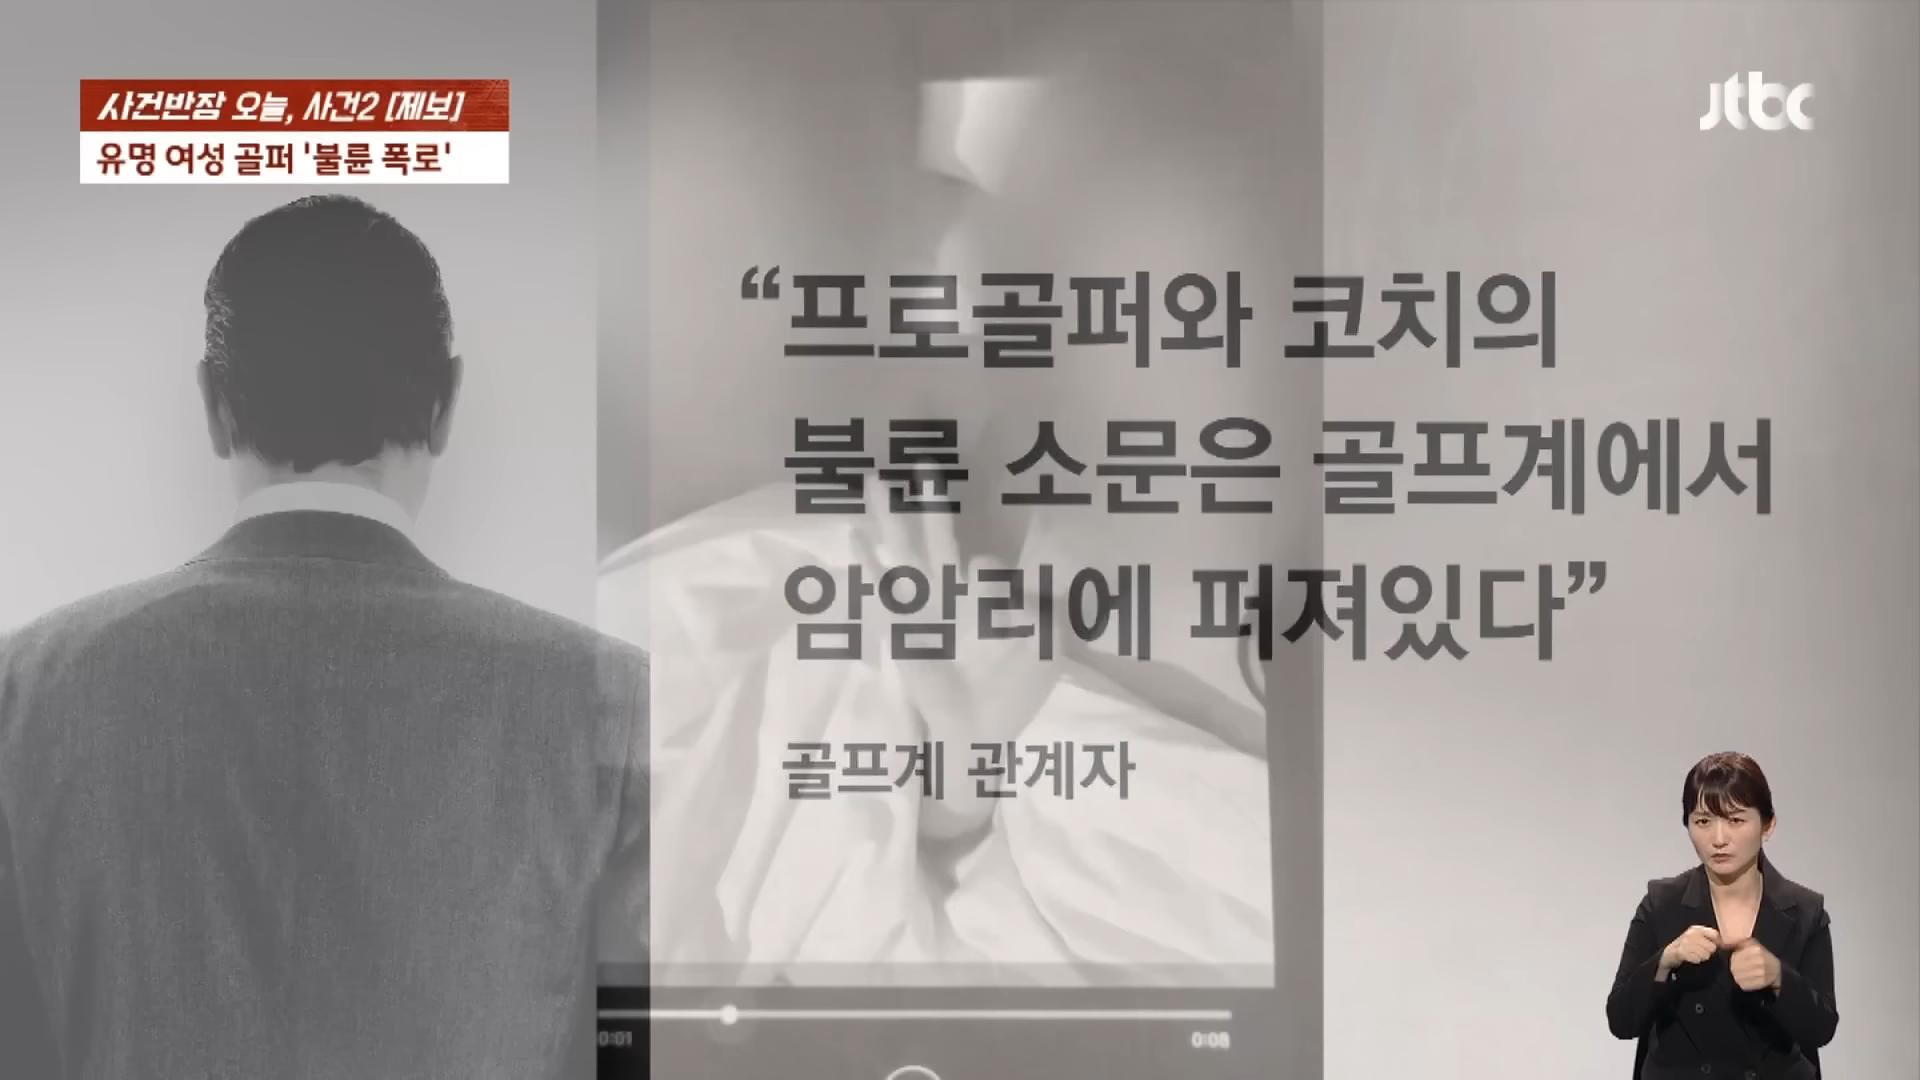 사건반장 오늘, 사건2 [제보]
유명 여성 골퍼 '불륜 폭로'
jtbc
“프로골퍼와 코치의
불륜 소문은 골프계에서
암암리에 퍼져있다”
골프계 관계자
0:01
0:08